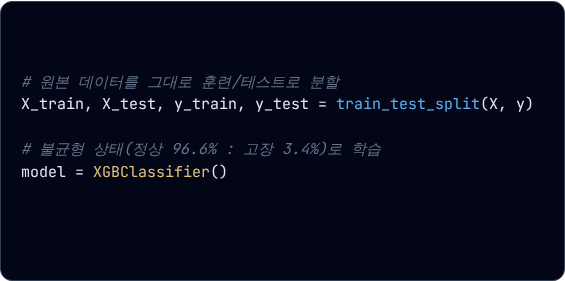 # 원본 데이터를 그대로 훈련/테스트로 분할
X_train, X_test, y_train, y_test = train_test_split(X, y)
# 불균형 상태(정상 96.6% : 고장 3.4%)로 학습
model = XGBClassifier()